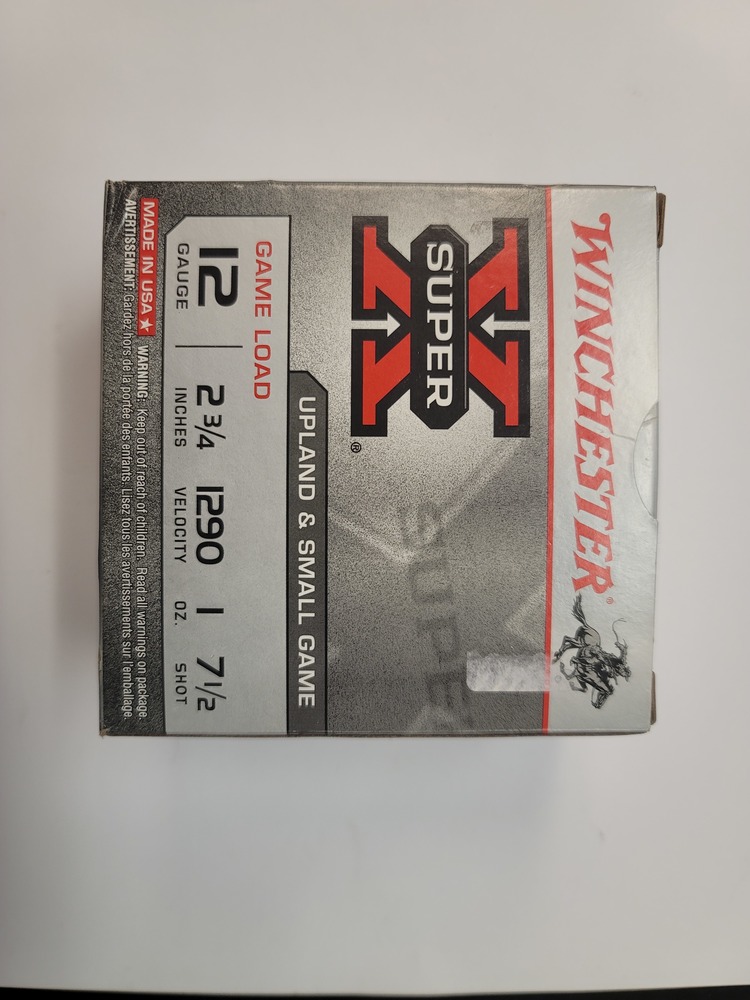 WINCHESTER®
SUPER X®
SUPE
UPLAND & SMALL GAME
GAME LOAD
12 2 3/4 1290 1 7 1/2
GAUGE INCHES VELOCITY OZ. SHOT
MADE IN USA ★ WARNING: Keep out of reach of children. Read all warnings on package.
AVERTISSEMENT: Gardez hors de la portée des enfants. Lisez tous les avertissements sur l'emballage.